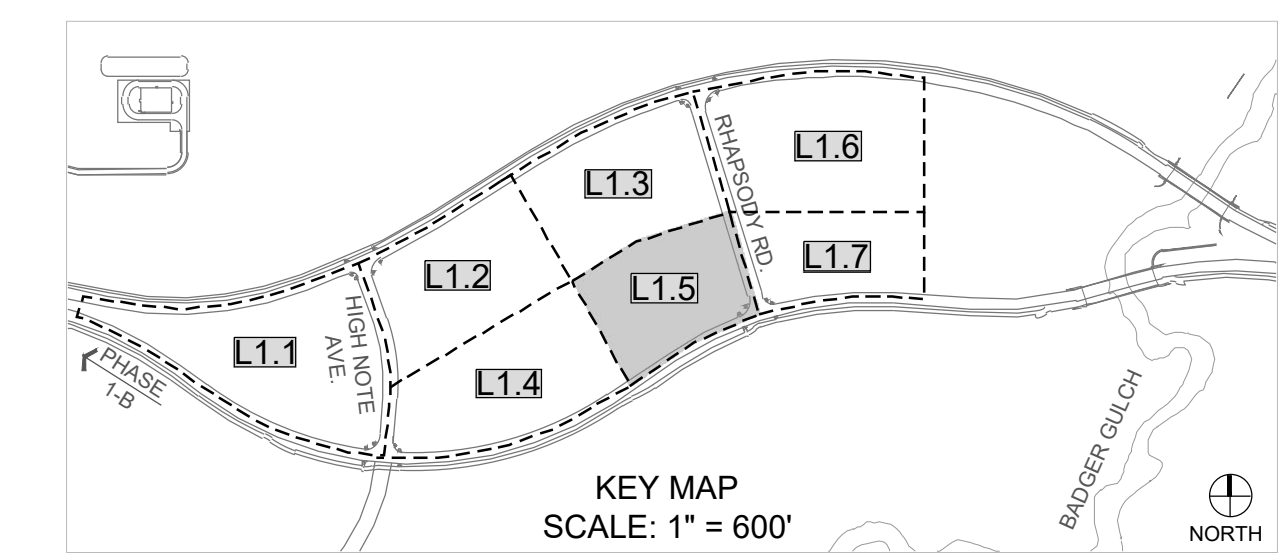 L1.6
L1.3
RHAPSODY RD.
L1.7
L1.2
L1.5
L1.1
HIGH NOTE
AVE.
PHASE
1-B
L1.4
BADGER GULCH
KEY MAP
SCALE: 1" = 600'
NORTH